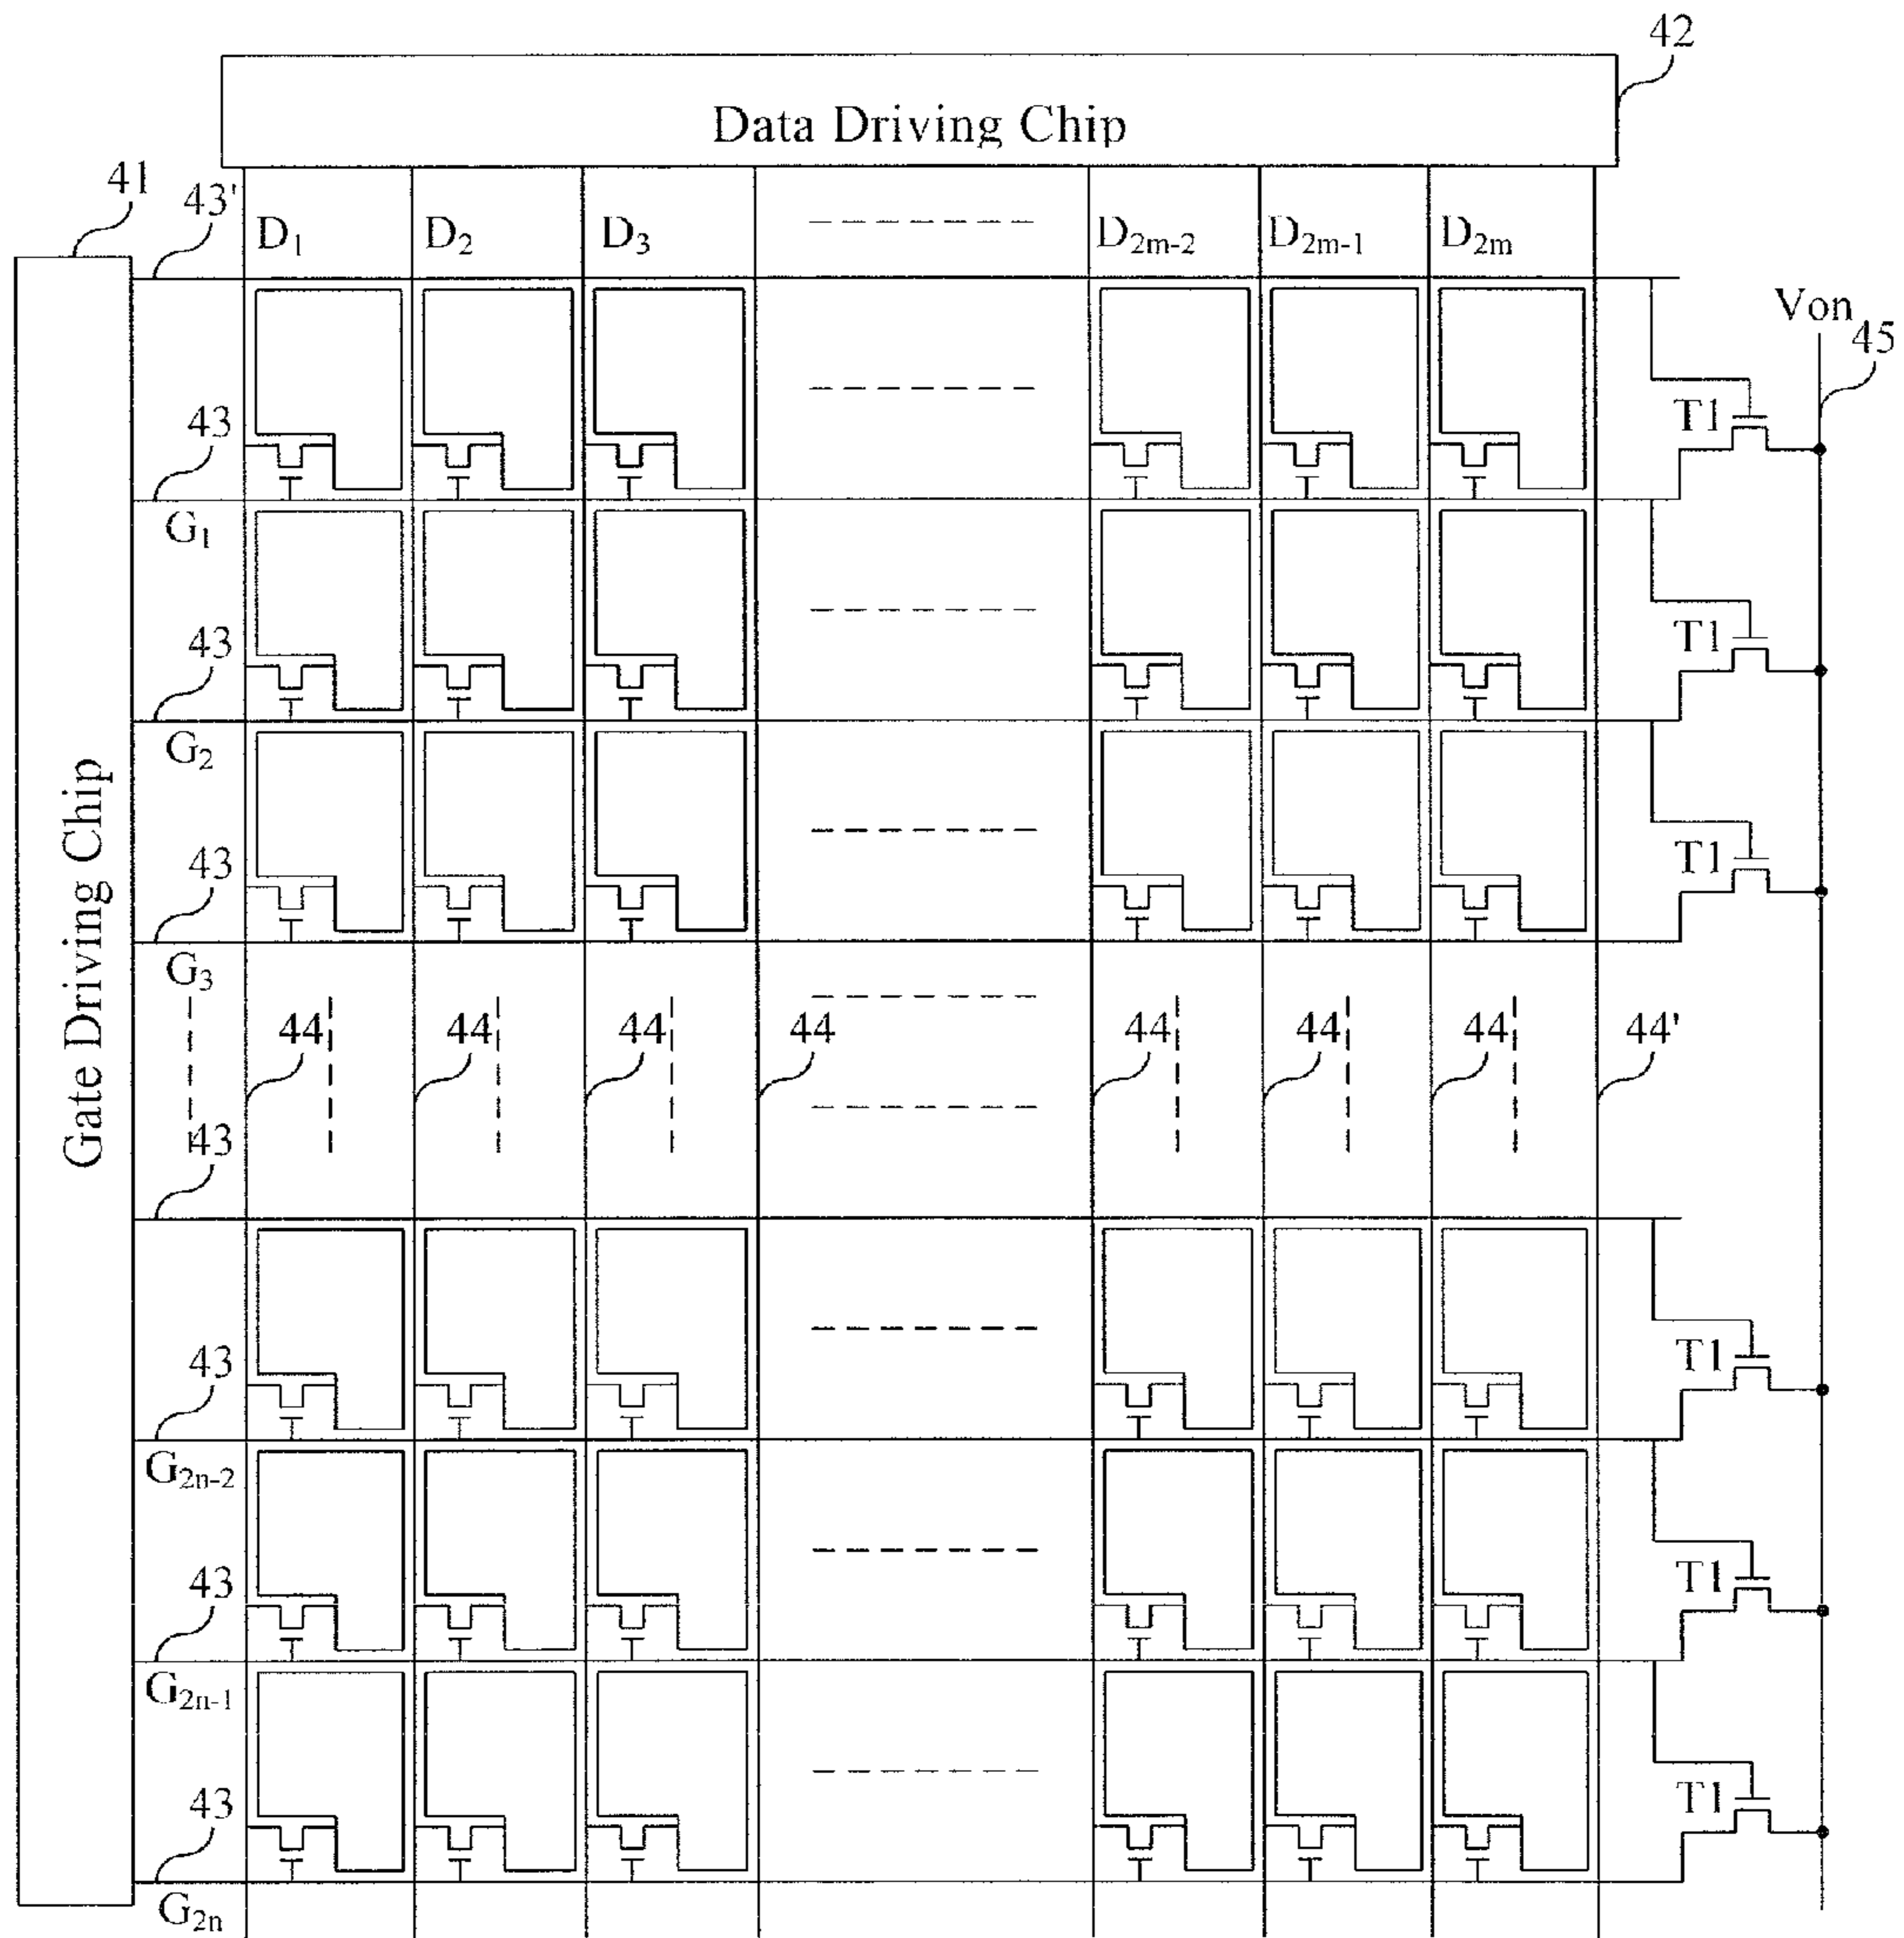 42
Data Driving Chip
41
43'
D1 D2 D3 D2m-2 D2m-1 D2m
Von
45
43
T1
G1
43
T1
G2
43
T1
Gate Driving Chip
G3
44 44 44 44 44 44 44 44'
43
43
T1
G2n-2
43
T1
G2n-1
43
T1
G2n